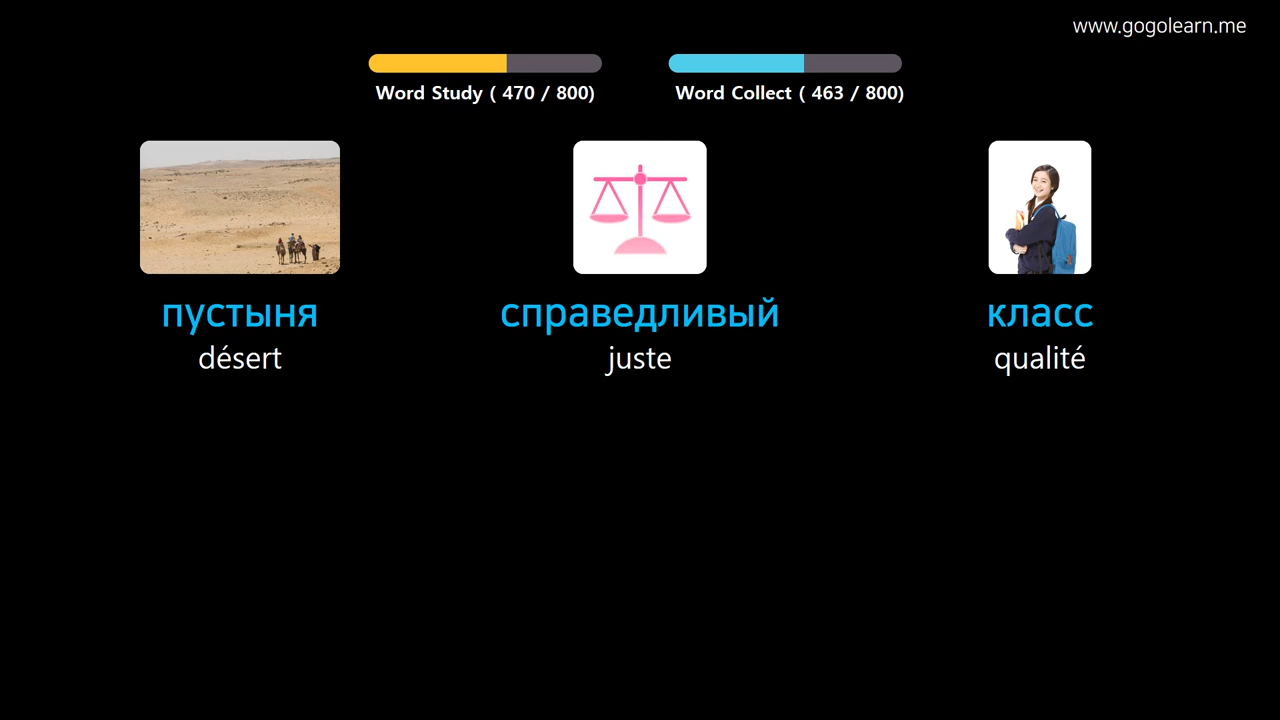 www.gogolearn.me
Word Study ( 470 / 800)
Word Collect ( 463 / 800)
пустыня
désert
справедливый
juste
класс
qualité